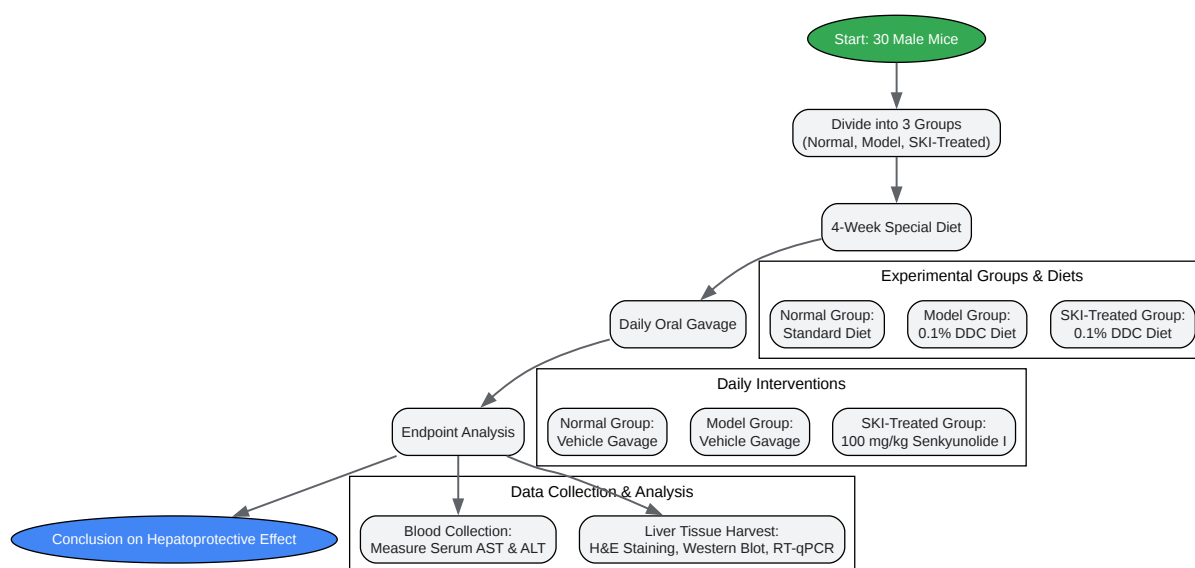 Start: 30 Male Mice
Divide into 3 Groups
(Normal, Model, SKI-Treated)
4-Week Special Diet
Experimental Groups & Diets
Normal Group:
Standard Diet
Model Group:
0.1% DDC Diet
SKI-Treated Group:
0.1% DDC Diet
Daily Oral Gavage
Daily Interventions
Normal Group:
Vehicle Gavage
Model Group:
Vehicle Gavage
SKI-Treated Group:
100 mg/kg Senkyunolide I
Endpoint Analysis
Data Collection & Analysis
Blood Collection:
Measure Serum AST & ALT
Liver Tissue Harvest:
H&E Staining, Western Blot, RT-qPCR
Conclusion on Hepatoprotective Effect